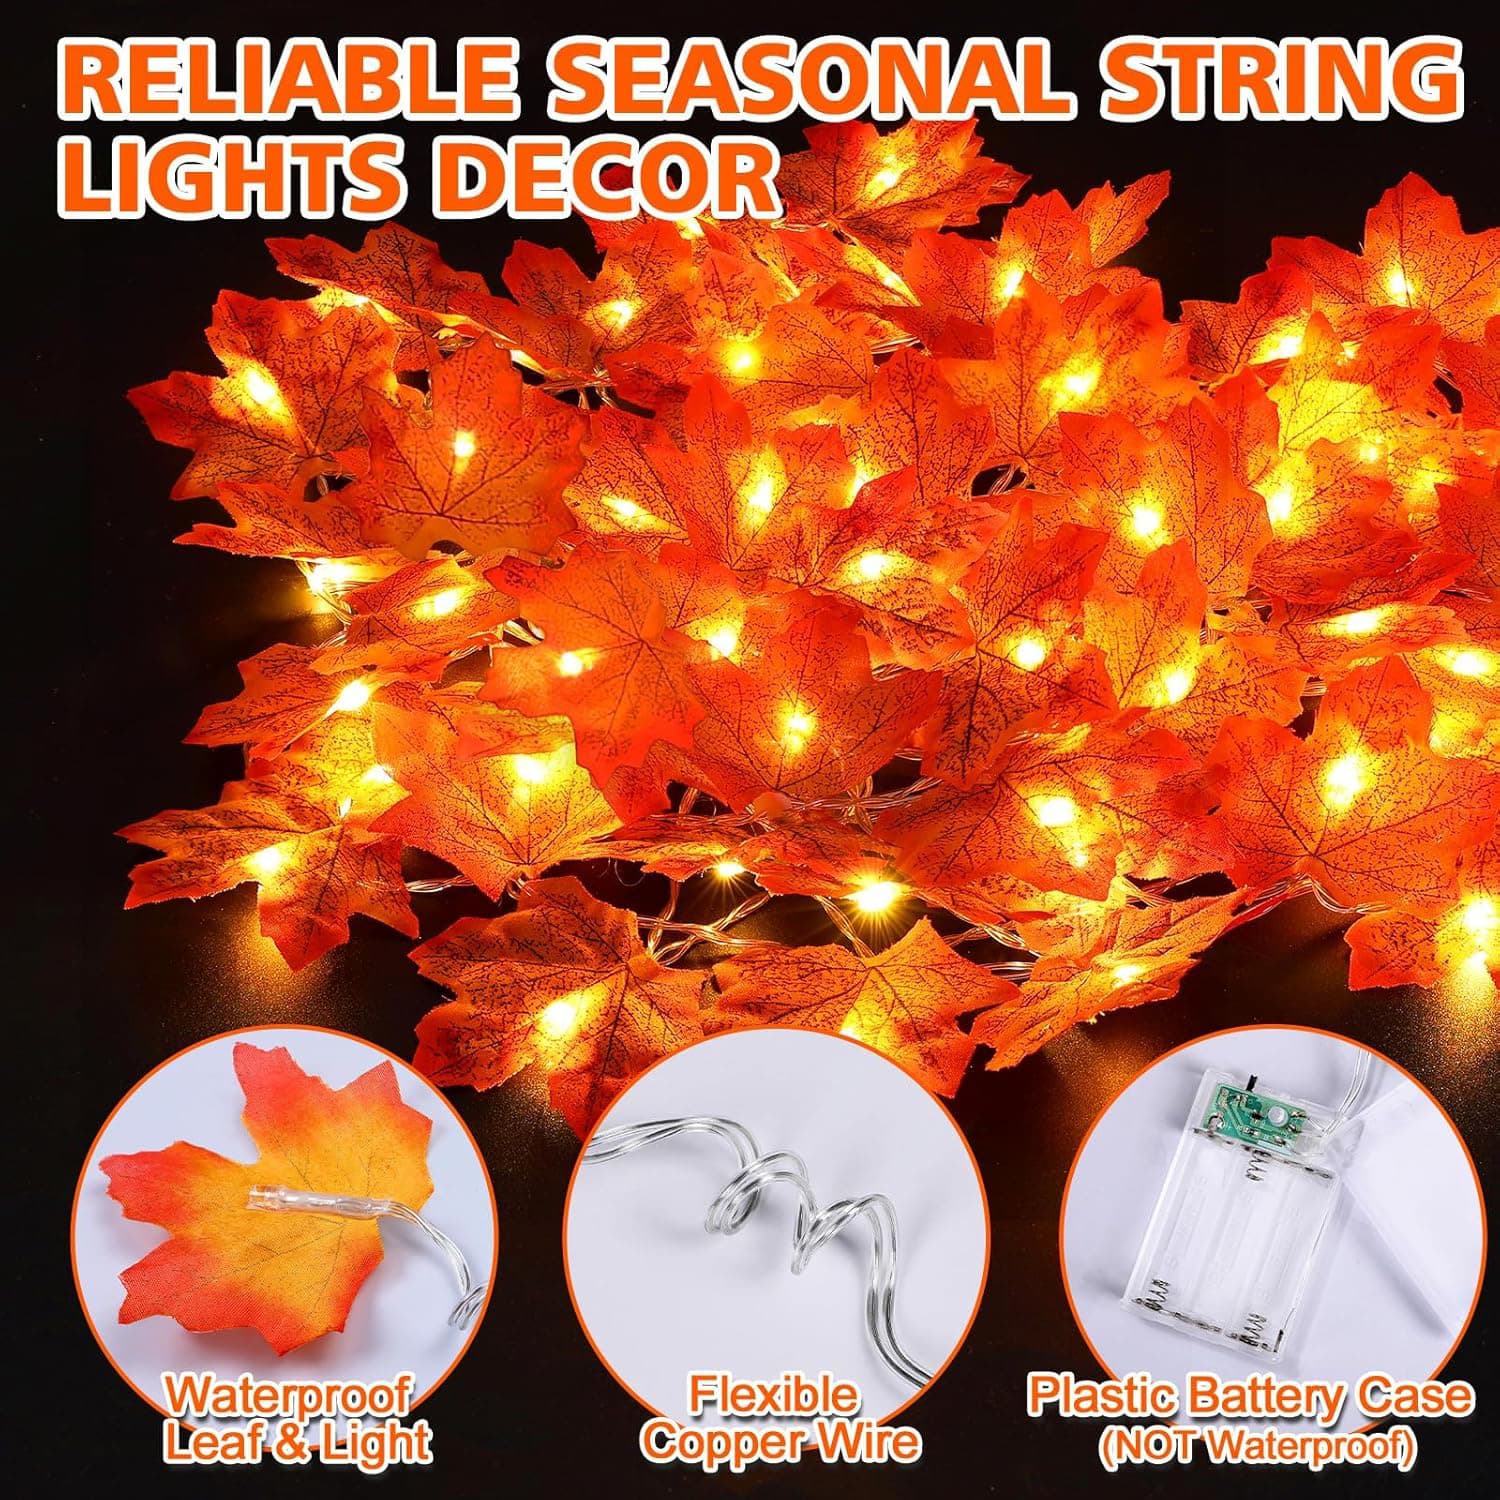 RELIABLE SEASONAL STRING
LIGHTS DECOR
Waterproof
Leaf & Light
Flexible
Copper Wire
Plastic Battery Case
(NOT Waterproof)